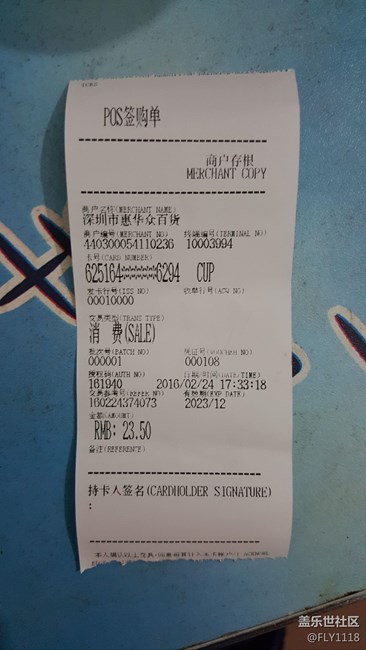 POS签购单
商户存根
MERCHANT COPY
商户名称(MERCHANT NAME)
深圳市惠华众百货
商户编号(MERCHANT NO) 终端编号(TERMINAL NO)
440300054110236 10003994
卡号(CARD NUMBER)
625164******6294 CUP
发卡行号(ISS NO) 收单行号(ACQ NO)
00010000
交易类型(TRANS TYPE)
消 费(SALE)
批次号(BATCH NO) 凭证号(VOUCHER NO)
000001 000108
授权码(AUTH NO) 日期/时间(DATE/TIME)
161940 2016/02/24 17:33:18
交易参考号(REFER NO) 有效期(EXP DATE)
160224374073 2023/12
金额(AMOUNT)
RMB: 23.50
备注(REFERENCE)
持卡人签名(CARDHOLDER SIGNATURE)
:
盖乐世社区
@FLY1118